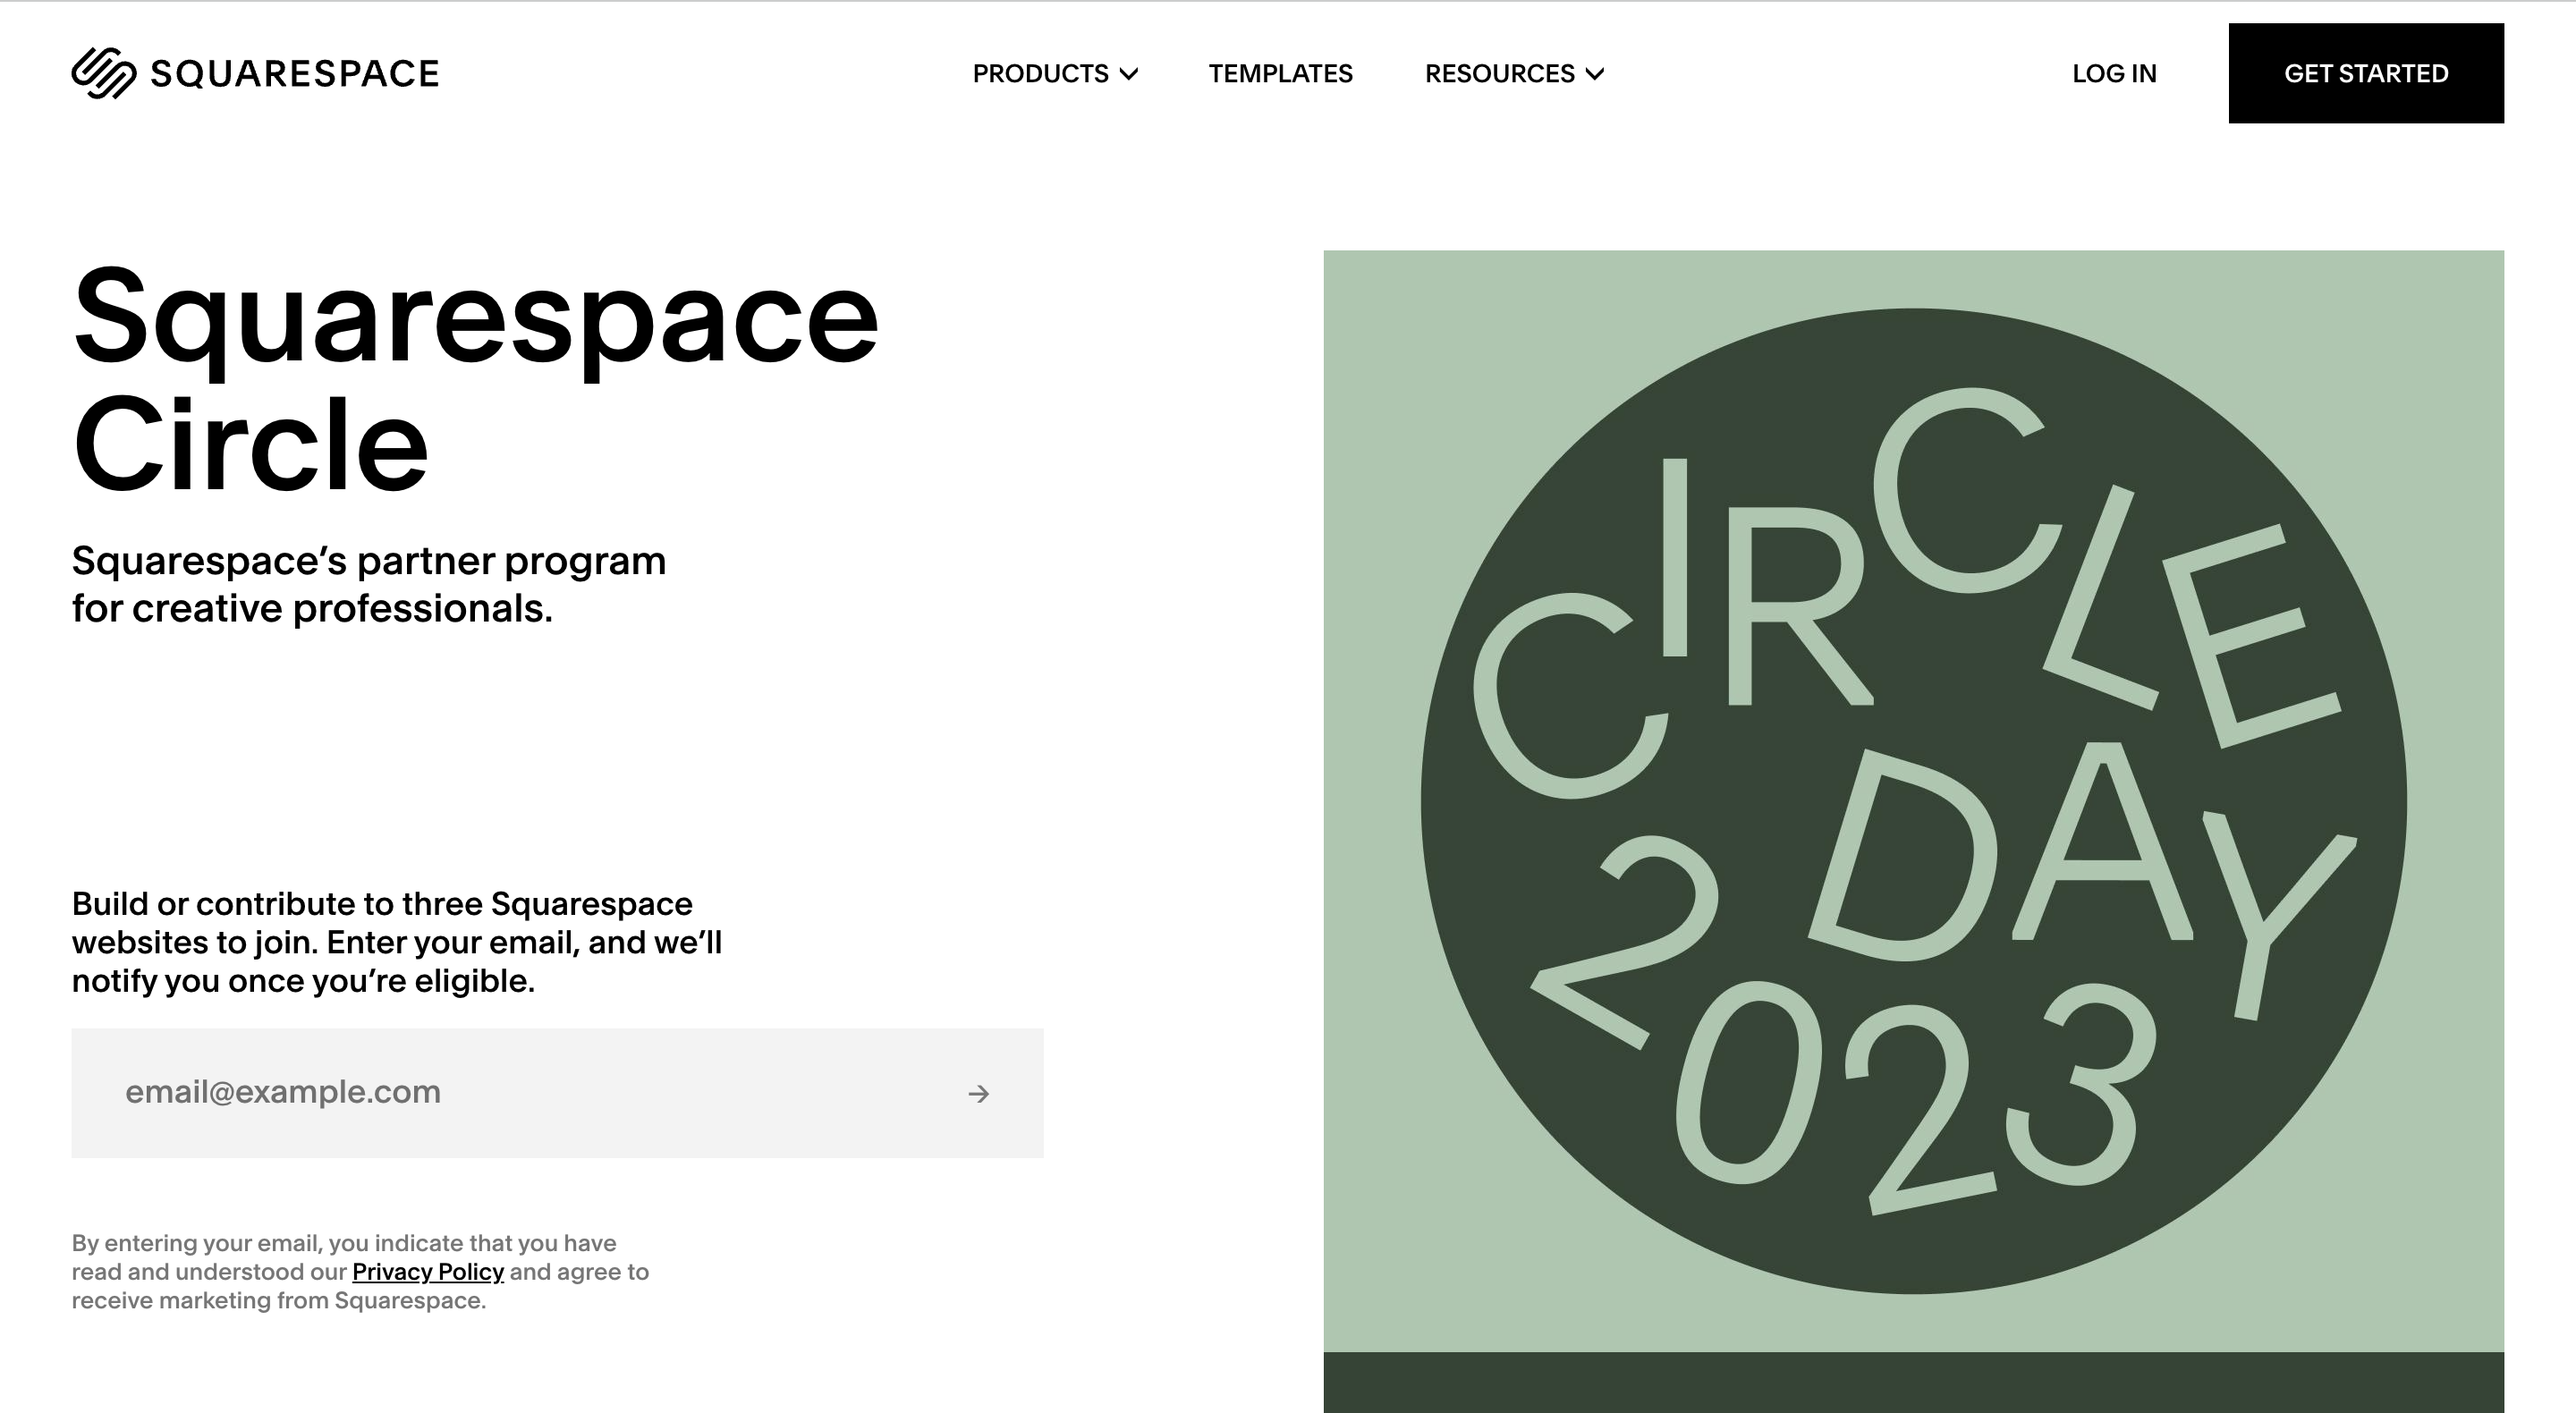 SQUARESPACE
PRODUCTS
TEMPLATES
RESOURCES
LOG IN
GET STARTED
Squarespace
Circle
Squarespace’s partner program
for creative professionals.
Build or contribute to three Squarespace
websites to join. Enter your email, and we’ll
notify you once you’re eligible.
email@example.com
By entering your email, you indicate that you have
read and understood our Privacy Policy and agree to
receive marketing from Squarespace.
CIRCLE
DAY
2023